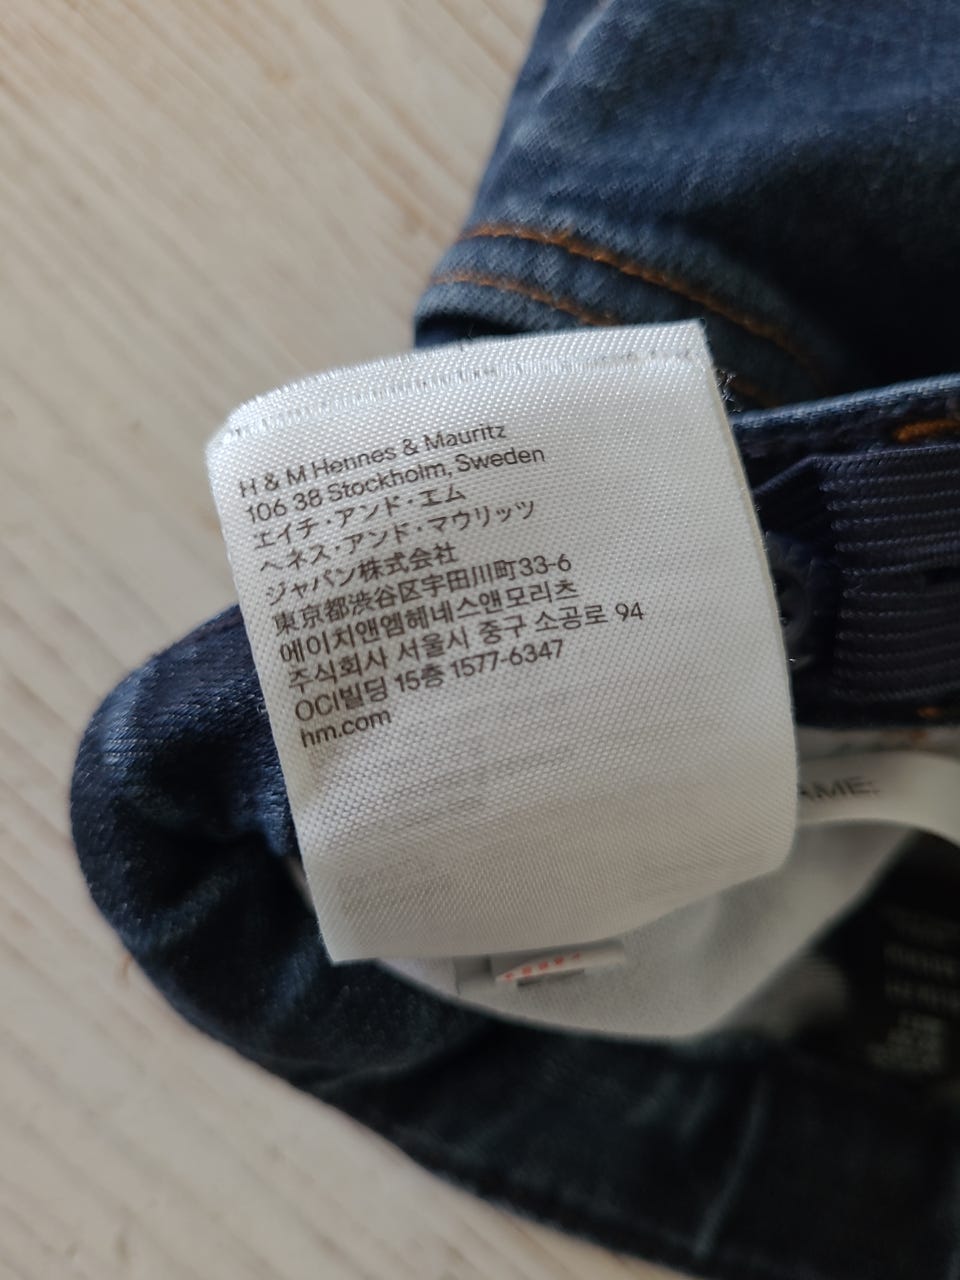 H & M Hennes & Mauritz
106 38 Stockholm, Sweden
エイチ・アンド・エム
ヘネス・アンド・マウリッツ
ジャパン株式会社
東京都渋谷区宇田川町33-6
에이치앤엠헤네스앤모리츠
주식회사 서울시 중구 소공로 94
OCI빌딩 15층 1577-6347
hm.com
AME: